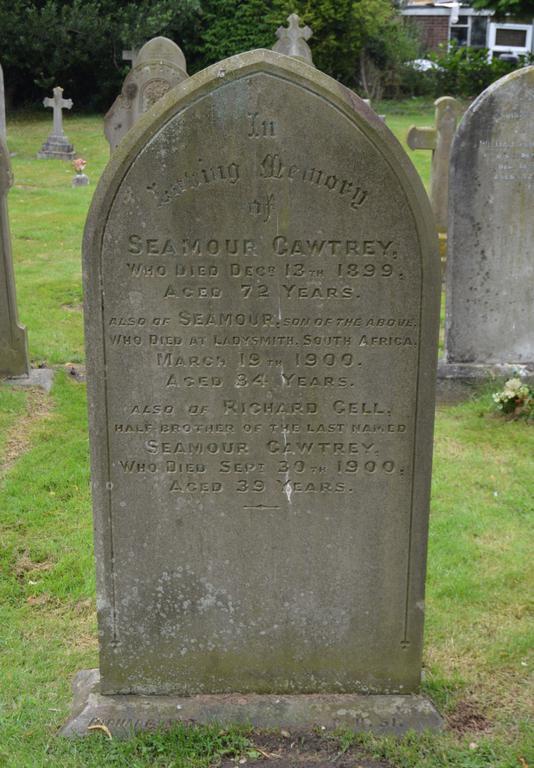 In
Loving Memory
of
SEAMOUR CAWTREY,
WHO DIED DECR 13TH 1899.
AGED 72 YEARS.
ALSO OF SEAMOUR, SON OF THE ABOVE,
WHO DIED AT LADYSMITH, SOUTH AFRICA.
MARCH 19TH 1900.
AGED 34 YEARS.
ALSO OF RICHARD GELL,
HALF BROTHER OF THE LAST NAMED
SEAMOUR CAWTREY.
WHO DIED SEPT 30TH 1900,
AGED 39 YEARS.